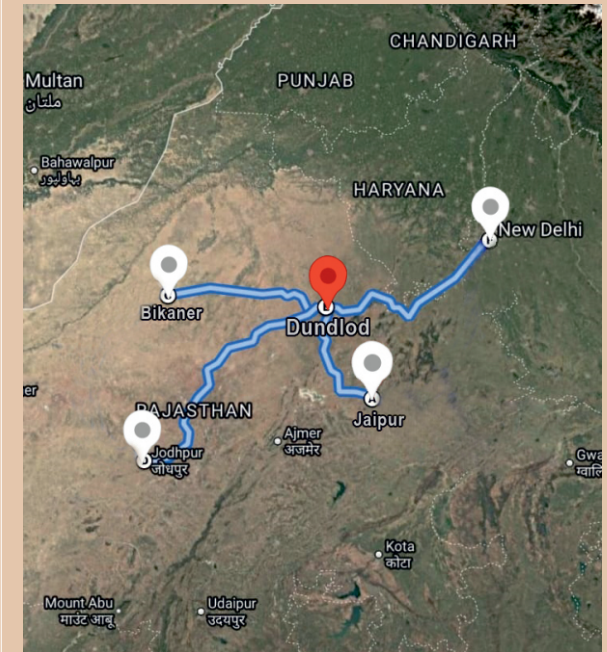 CHANDIGARH
Multan
ملتان
PUNJAB
Bahawalpur
بہاولپور
HARYANA
New Delhi
Bikaner
Dundlod
RAJASTHAN
Jaipur
Ajmer
अजमेर
Jodhpur
जोधपुर
Kota
कोटा
Mount Abu
माउंट आबू
Udaipur
उदयपुर